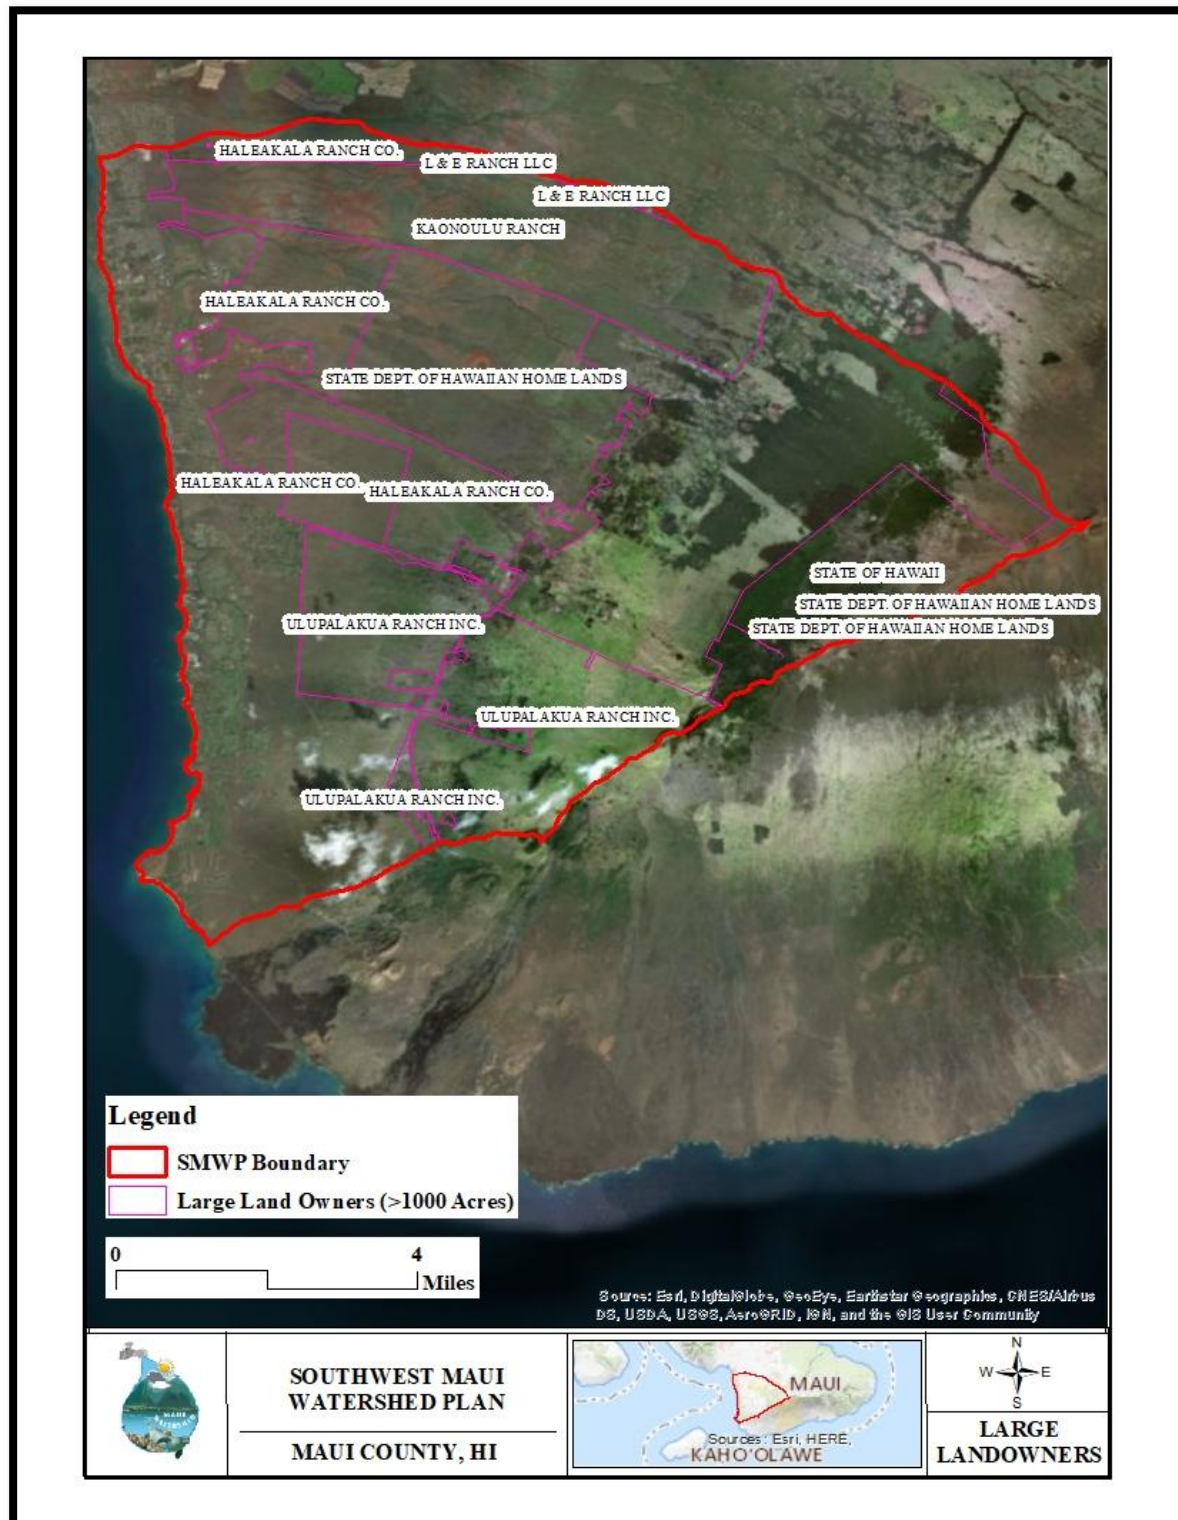 HALEAKALA RANCH CO.
L & E RANCH LLC
L & E RANCH LLC
KAONOULU RANCH
HALEAKALA RANCH CO.
STATE DEPT. OF HAWAIIAN HOME LANDS
HALEAKALA RANCH CO.
HALEAKALA RANCH CO.
STATE OF HAWAII
STATE DEPT. OF HAWAIIAN HOME LANDS
ULUPALAKUA RANCH INC.
STATE DEPT. OF HAWAIIAN HOME LANDS
ULUPALAKUA RANCH INC.
ULUPALAKUA RANCH INC.
Legend
SMWP Boundary
Large Land Owners (>1000 Acres)
0 4
Miles
Source: Esri, DigitalGlobe, GeoEye, Earthstar Geographics, CNES/Airbus
DS, USDA, USGS, AeroGRID, IGN, and the GIS User Community
MAUI
WATERSHED
SOUTHWEST MAUI
WATERSHED PLAN
MAUI COUNTY, HI
MAUI
Sources: Esri, HERE,
KAHO'OLAWE
N
W E
S
LARGE
LANDOWNERS